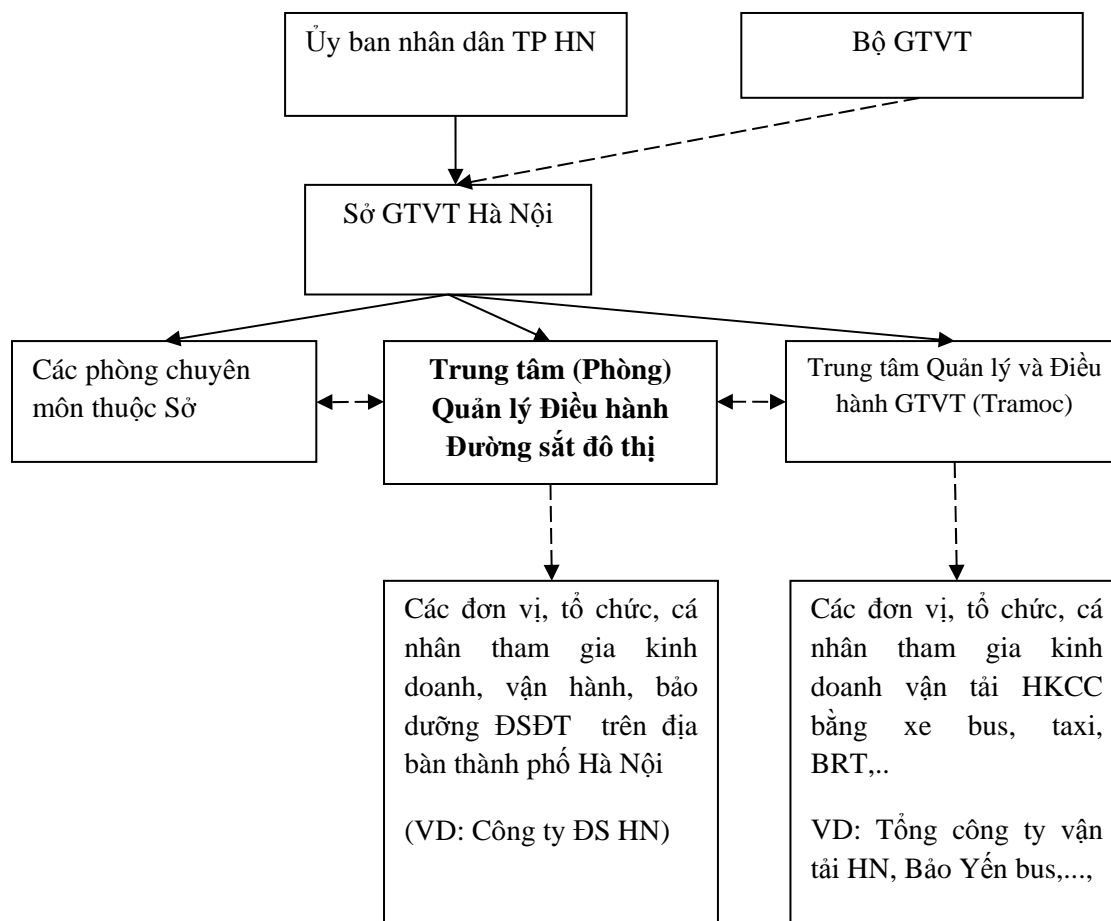 Ủy ban nhân dân TP HN
Bộ GTVT
Sở GTVT Hà Nội
Các phòng chuyên
môn thuộc Sở
Trung tâm (Phòng)
Quản lý Điều hành
Đường sắt đô thị
Trung tâm Quản lý và Điều
hành GTVT (Tramoc)
Các đơn vị, tổ chức, cá
nhân tham gia kinh
doanh, vận hành, bảo
dưỡng ĐSĐT trên địa
bàn thành phố Hà Nội
(VD: Công ty ĐS HN)
Các đơn vị, tổ chức, cá
nhân tham gia kinh
doanh vận tải HKCC
bằng xe bus, taxi,
BRT,..
VD: Tổng công ty vận
tải HN, Bảo Yến bus,...,